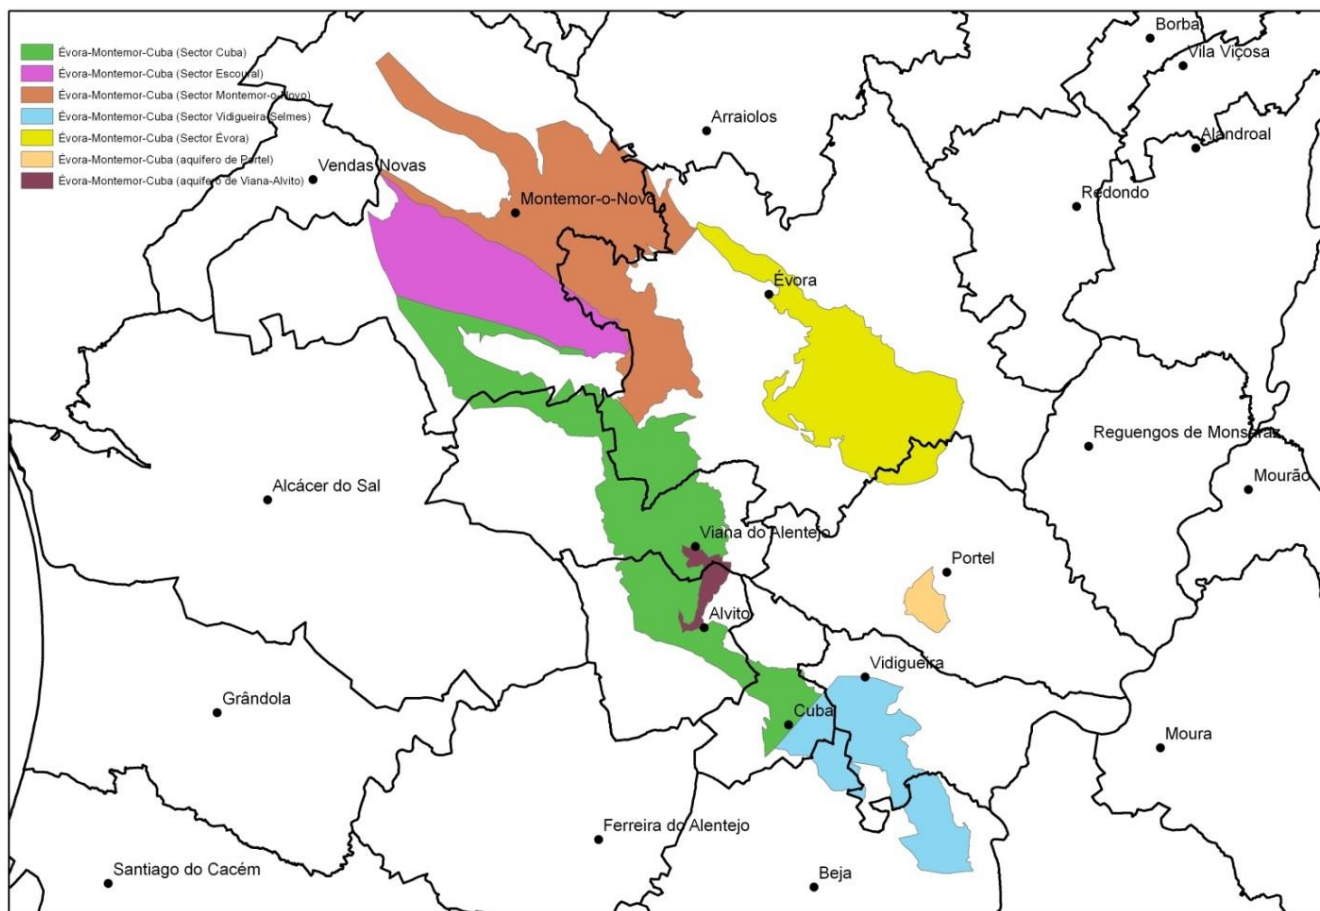 Évora-Montemor-Cuba (Sector Cuba)
Évora-Montemor-Cuba (Sector Escoural)
Évora-Montemor-Cuba (Sector Montemor-o-Novo)
Évora-Montemor-Cuba (Sector Vidigueira-Selmes)
Évora-Montemor-Cuba (Sector Évora)
Évora-Montemor-Cuba (aquifero de Portel)
Évora-Montemor-Cuba (aquifero de Viana-Alvito)
Borba
Vila Viçosa
Arraiolos
Alandroal
Vendas Novas
Redondo
Montemor-o-Novo
Évora
Reguengos de Monsaraz
Mourão
Alcácer do Sal
Viana do Alentejo
Portel
Alvito
Vidigueira
Grândola
Cuba
Moura
Ferreira do Alentejo
Santiago do Cacém
Beja